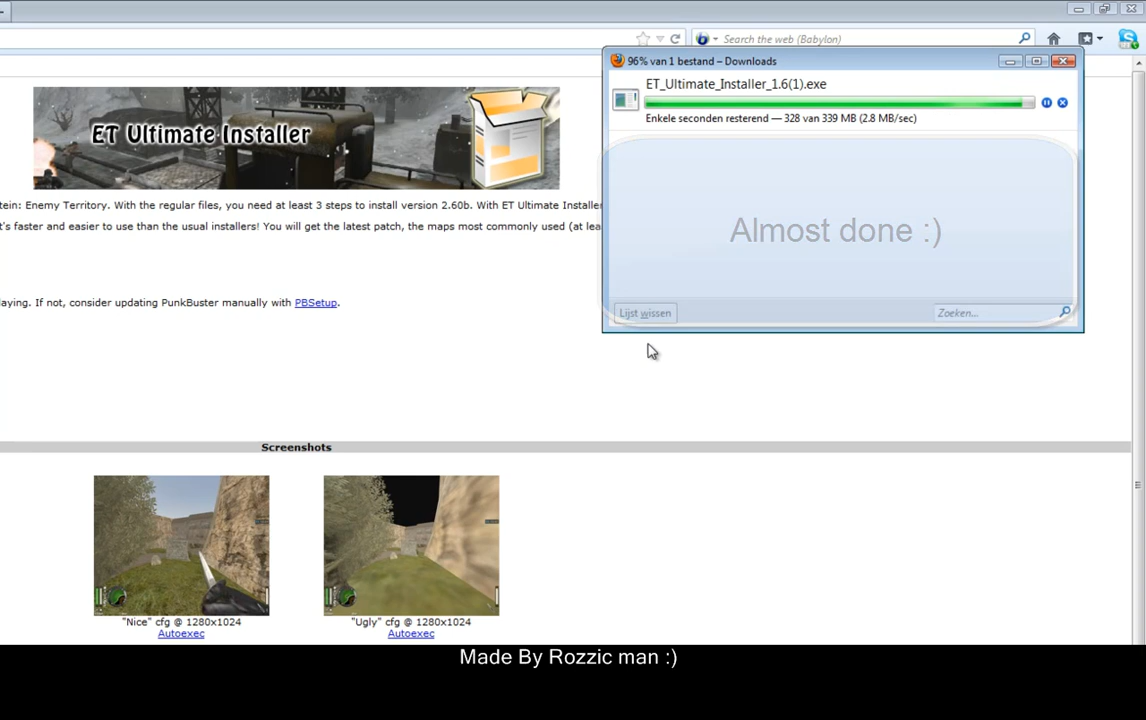 Search the web (Babylon)
96% van 1 bestand – Downloads
ET_Ultimate_Installer_1.6(1).exe
Enkele seconden resterend — 328 van 339 MB (2.8 MB/sec)
Almost done :)
Lijst wissen
Zoeken...
ET Ultimate Installer
tein: Enemy Territory. With the regular files, you need at least 3 steps to install version 2.60b. With ET Ultimate Installe
t's faster and easier to use than the usual installers! You will get the latest patch, the maps most commonly used (at lea
laying. If not, consider updating PunkBuster manually with PBSetup.
Screenshots
"Nice" cfg @ 1280x1024
Autoexec
"Ugly" cfg @ 1280x1024
Autoexec
Made By Rozzic man :)